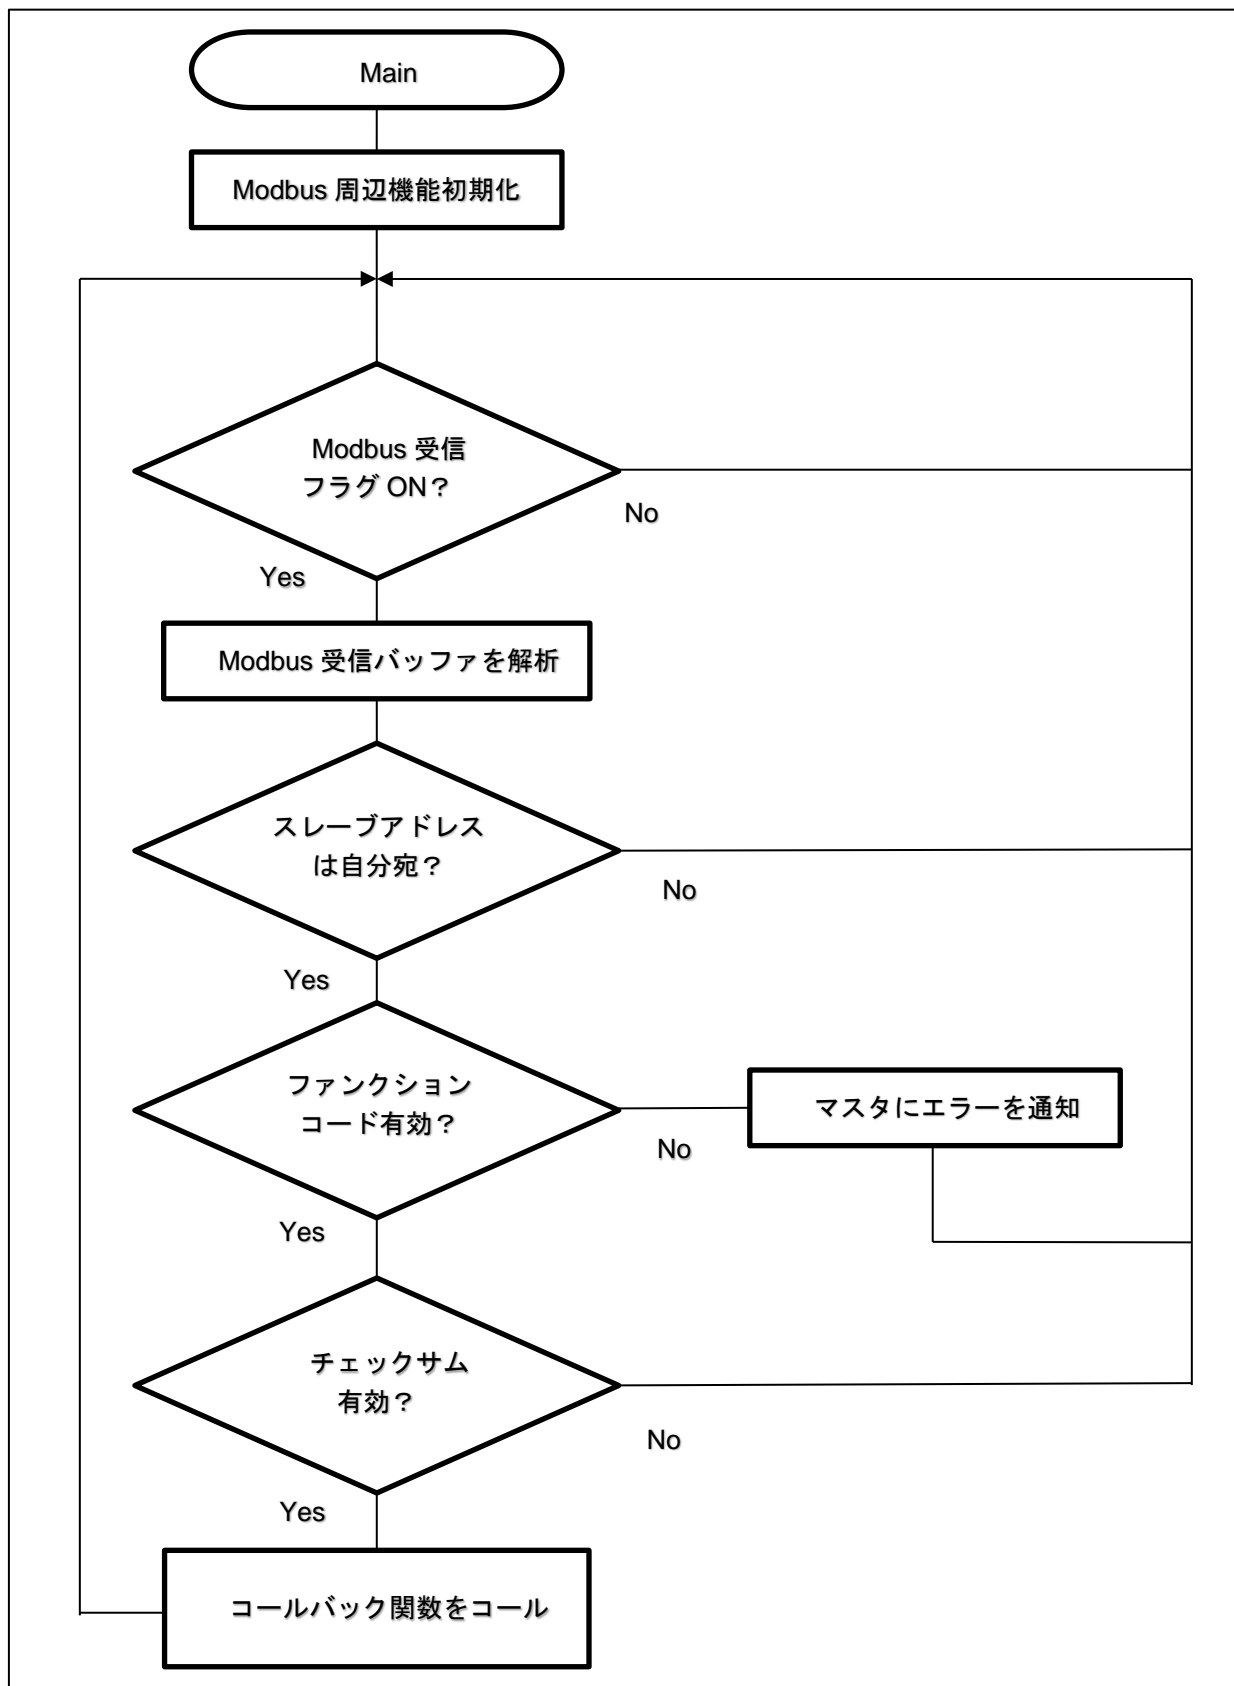 Main
Modbus 周辺機能初期化
Modbus 受信
フラグ ON？
No
Yes
Modbus 受信バッファを解析
スレーブアドレス
は自分宛？
No
Yes
ファンクション
コード有効？
No
マスタにエラーを通知
Yes
チェックサム
有効？
No
Yes
コールバック関数をコール